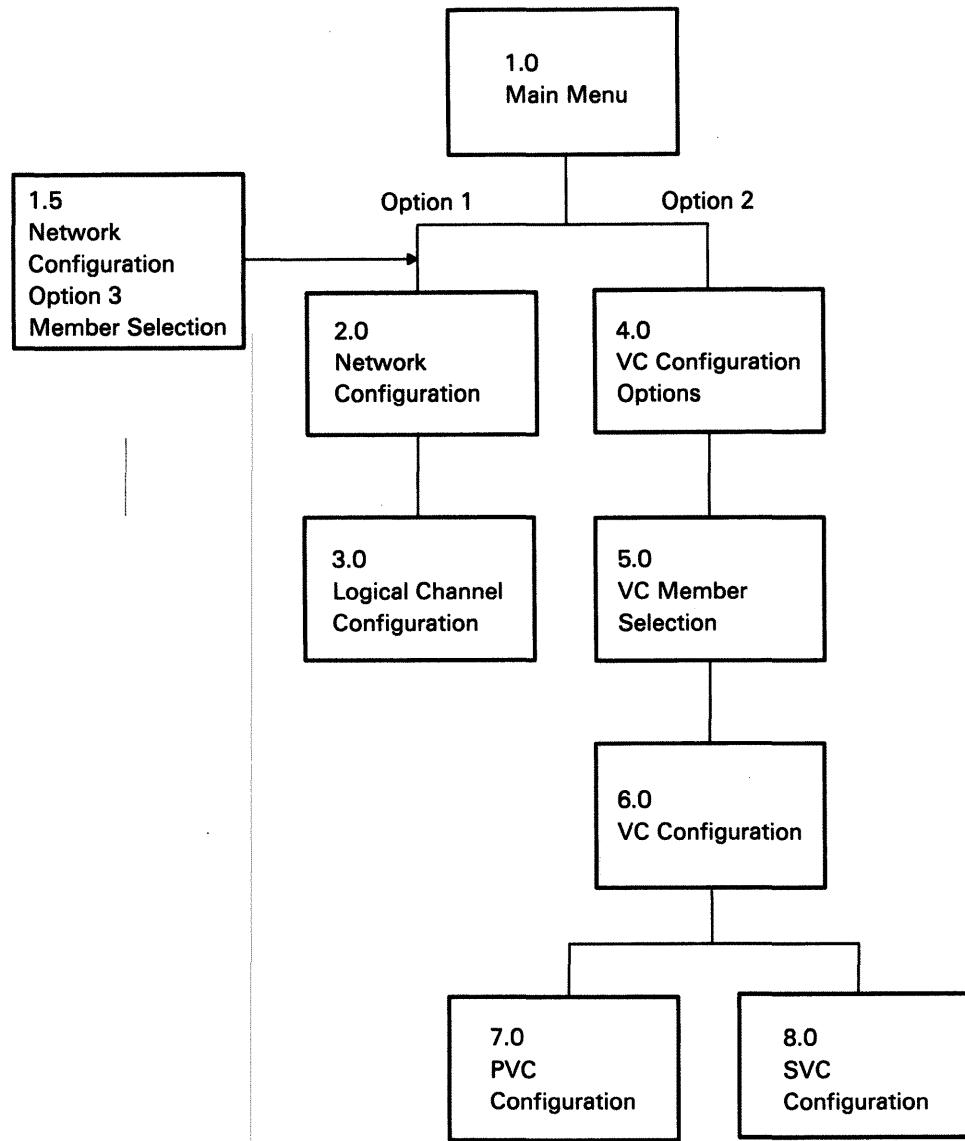 1.0
Main Menu
Option 1
Option 2
1.5
Network
Configuration
Option 3
Member Selection
2.0
Network
Configuration
4.0
VC Configuration
Options
3.0
Logical Channel
Configuration
5.0
VC Member
Selection
6.0
VC Configuration
7.0
PVC
Configuration
8.0
SVC
Configuration